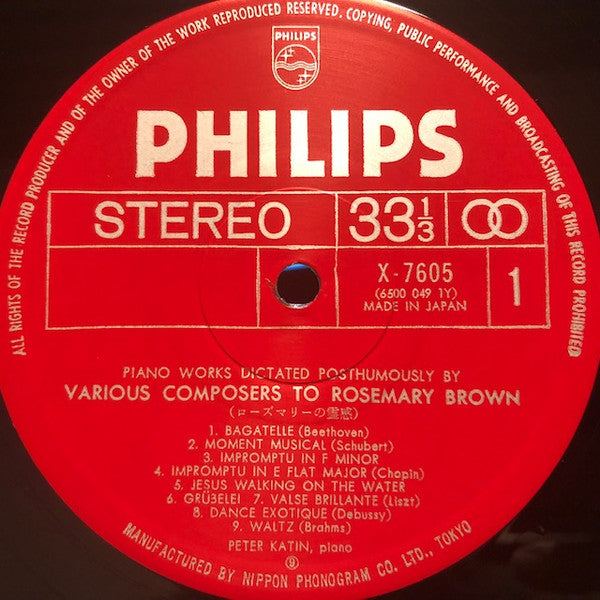 ALL RIGHTS OF THE RECORD PRODUCER AND OF THE OWNER OF THE WORK REPRODUCED RESERVED. COPYING, PUBLIC PERFORMANCE AND BROADCASTING OF THIS RECORD PROHIBITED
PHILIPS
PHILIPS
STEREO 33 1/3
X-7605
(6500 049 1Y)
MADE IN JAPAN
1
PIANO WORKS DICTATED POSTHUMOUSLY BY
VARIOUS COMPOSERS TO ROSEMARY BROWN
(ローズマリーの霊感)
1. BAGATELLE (Beethoven)
2. MOMENT MUSICAL (Schubert)
3. IMPROMPTU IN F MINOR
4. IMPROMPTU IN E FLAT MAJOR (Chopin)
5. JESUS WALKING ON THE WATER
6. GRÜßELEI 7. VALSE BRILLANTE (Liszt)
8. DANCE EXOTIQUE (Debussy)
9. WALTZ (Brahms)
PETER KATIN, piano
⑨
MANUFACTURED BY NIPPON PHONOGRAM CO. LTD., TOKYO